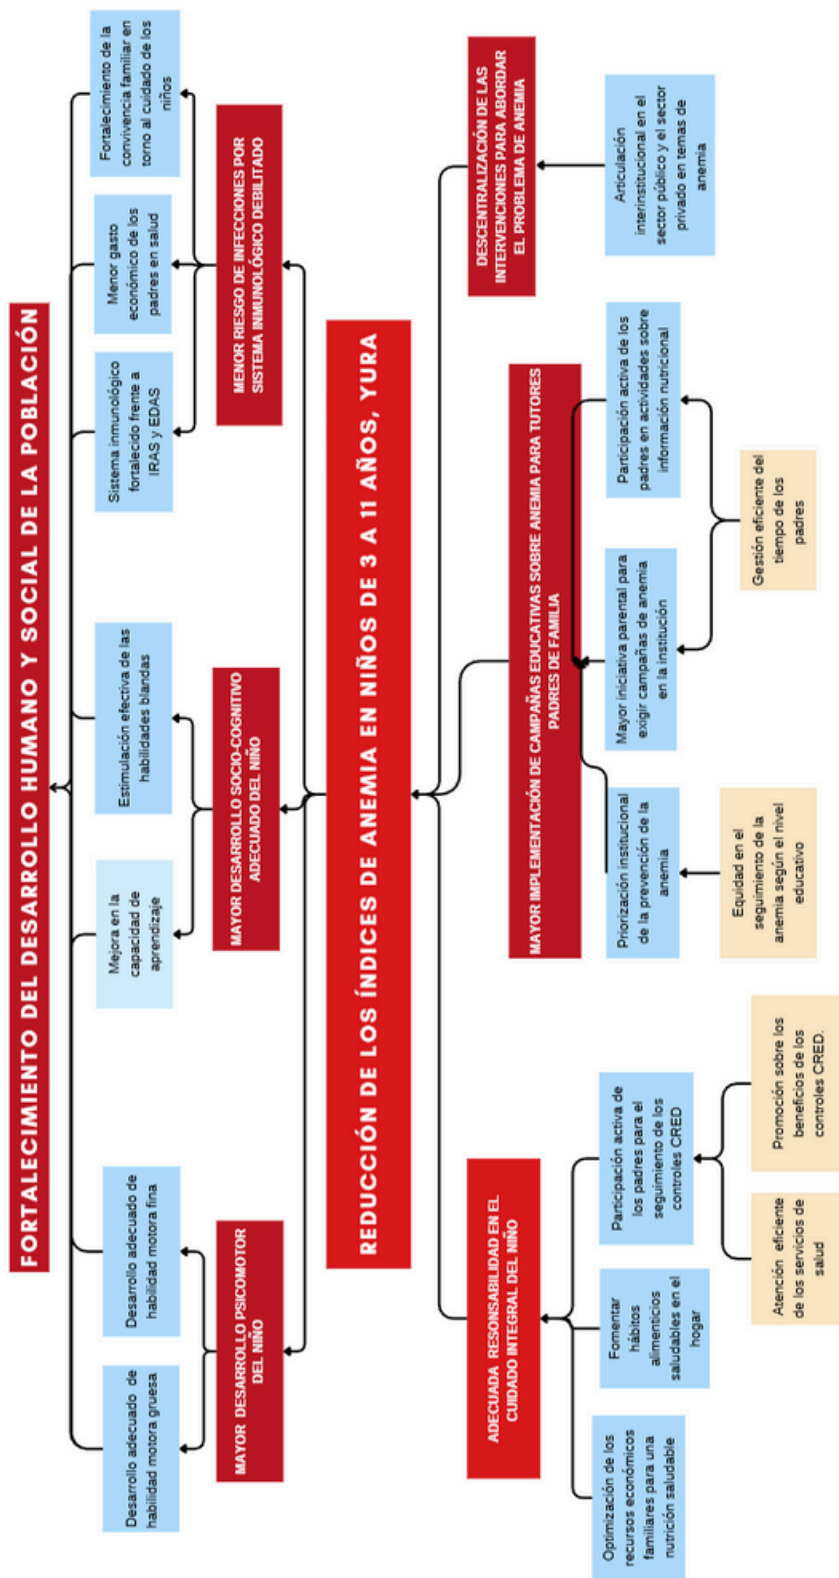 FORTALECIMIENTO DEL DESARROLLO HUMANO Y SOCIAL DE LA POBLACIÓN
Desarrollo adecuado de
habilidad motora gruesa
Desarrollo adecuado de
habilidad motora fina
Mejora en la
capacidad de
aprendizaje
Estimulación efectiva de las
habilidades blandas
Sistema inmunológico
fortalecido frente a
IRAS y EDAS
Menor gasto
económico de los
padres en salud
Fortalecimiento de la
convivencia familiar en
torno al cuidado de los
niños
MAYOR DESARROLLO PSICOMOTOR
DEL NIÑO
MAYOR DESARROLLO SOCIO-COGNITIVO
ADECUADO DEL NIÑO
MENOR RIESGO DE INFECCIONES POR
SISTEMA INMUNOLÓGICO DEBILITADO
REDUCCIÓN DE LOS ÍNDICES DE ANEMIA EN NIÑOS DE 3 A 11 AÑOS, YURA
ADECUADA RESONSABILIDAD EN EL
CUIDADO INTEGRAL DEL NIÑO
MAYOR IMPLEMENTACIÓN DE CAMPAÑAS EDUCATIVAS SOBRE ANEMIA PARA TUTORES
PADRES DE FAMILIA
DESCENTRALIZACIÓN DE LAS
INTERVENCIONES PARA ABORDAR
EL PROBLEMA DE ANEMIA
Optimización de los
recursos económicos
familiares para una
nutrición saludable
Fomentar
hábitos
alimenticios
saludables en el
hogar
Participación activa de
los padres para el
seguimiento de los
controles CRED
Priorización institucional
de la prevención de la
anemia
Mayor iniciativa parental para
exigir campañas de anemia
en la institución
Participación activa de los
padres en actividades sobre
información nutricional
Articulación
interinstitucional en el
sector público y el sector
privado en temas de
anemia
Atención eficiente
de los servicios de
salud
Promoción sobre los
beneficios de los
controles CRED.
Equidad en el
seguimiento de la
anemia según el nivel
educativo
Gestión eficiente del
tiempo de los
padres